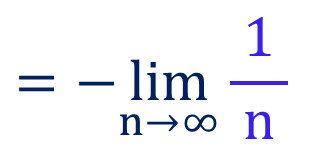 = − lim n→∞ 1/n